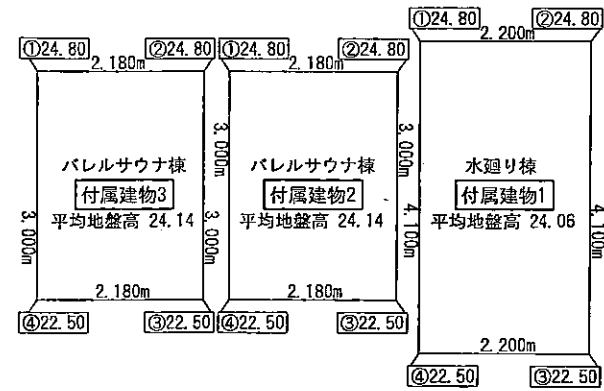 ①24.80
②24.80
2.180m
3.000m
3.000m
バレルサウナ棟
付属建物3
平均地盤高 24.14
2.180m
④22.50
③22.50
①24.80
②24.80
2.180m
3.000m
3.000m
バレルサウナ棟
付属建物2
平均地盤高 24.14
2.180m
④22.50
③22.50
①24.80
②24.80
2.200m
4.100m
4.100m
水廻り棟
付属建物1
平均地盤高 24.06
2.200m
④22.50
③22.50